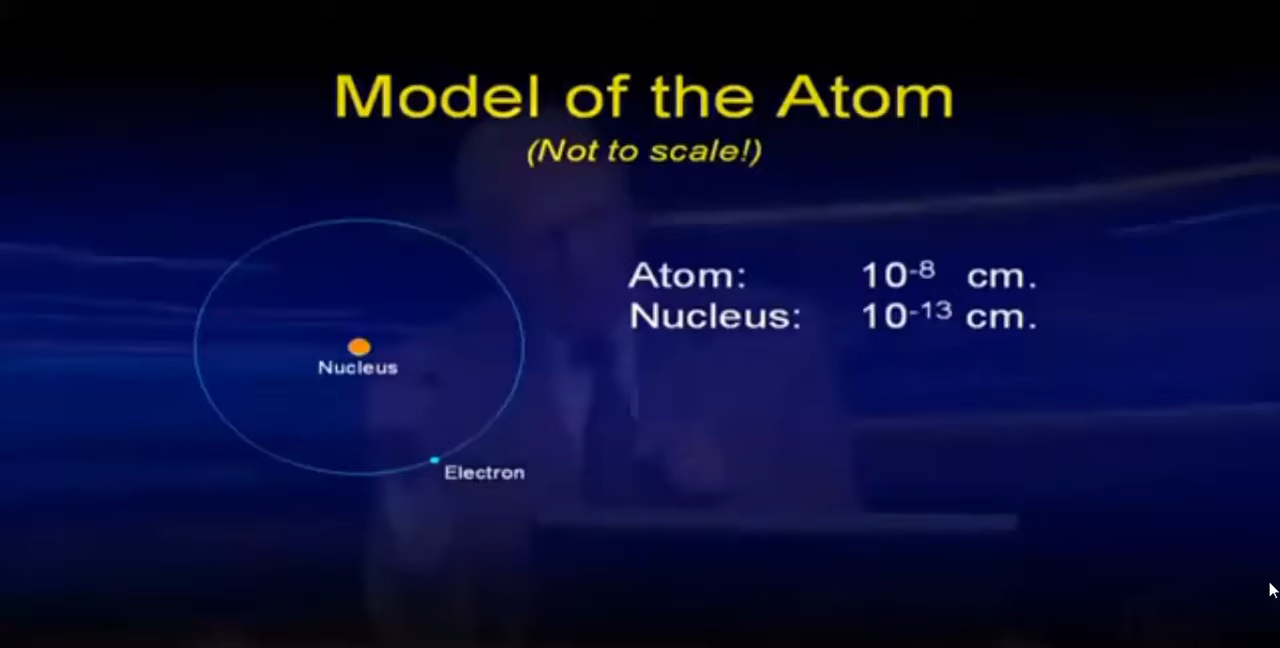 Model of the Atom
(Not to scale!)
Atom: 10⁻⁸ cm.
Nucleus: 10⁻¹³ cm.
Nucleus
Electron